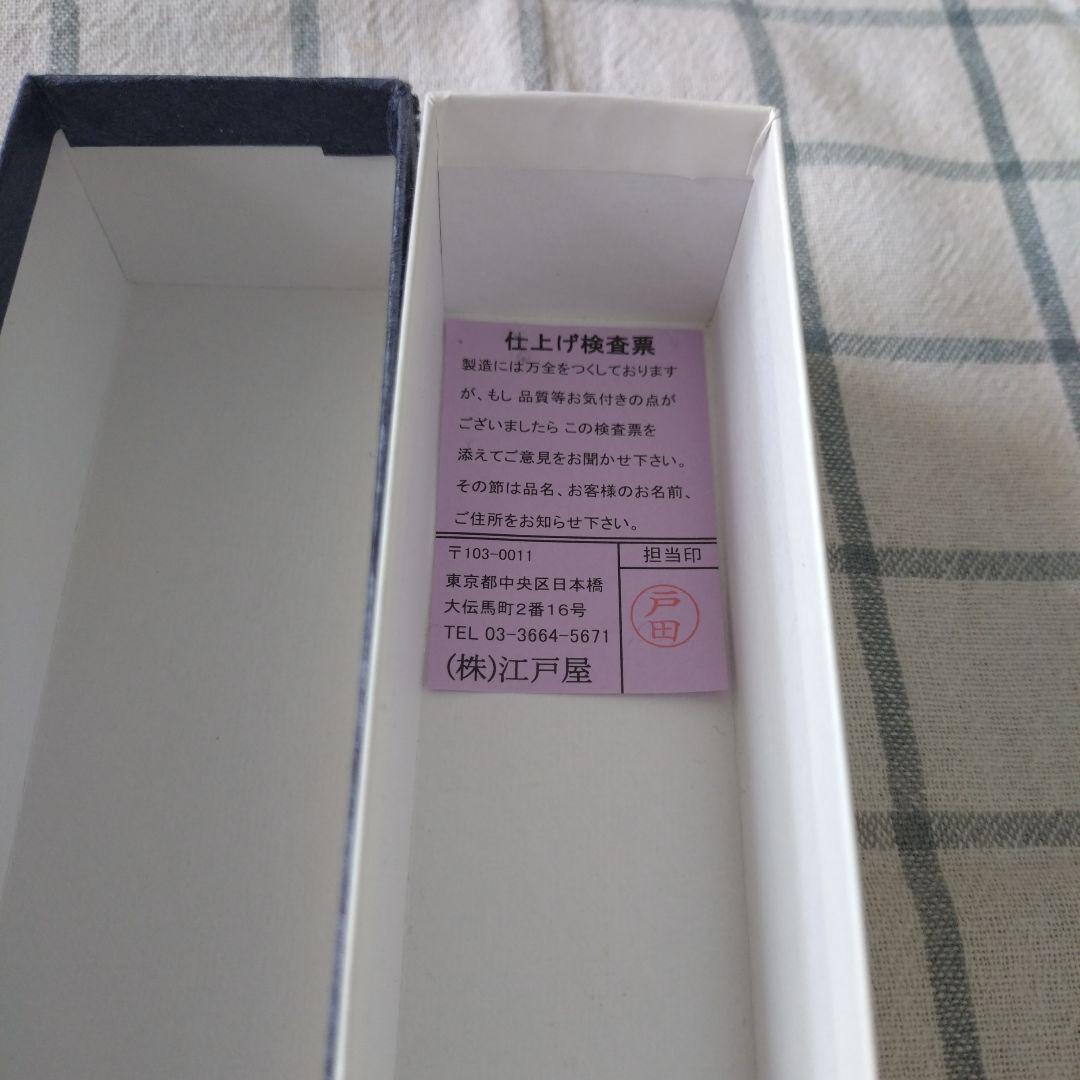 仕上げ検査票
製造には万全をつくしております
が、もし 品質等お気付きの点が
ございましたら この検査票を
添えてご意見をお聞かせ下さい。
その節は品名、お客様のお名前、
ご住所をお知らせ下さい。
〒103-0011
東京都中央区日本橋
大伝馬町2番16号
TEL 03-3664-5671
(株)江戸屋
担当印
戸田